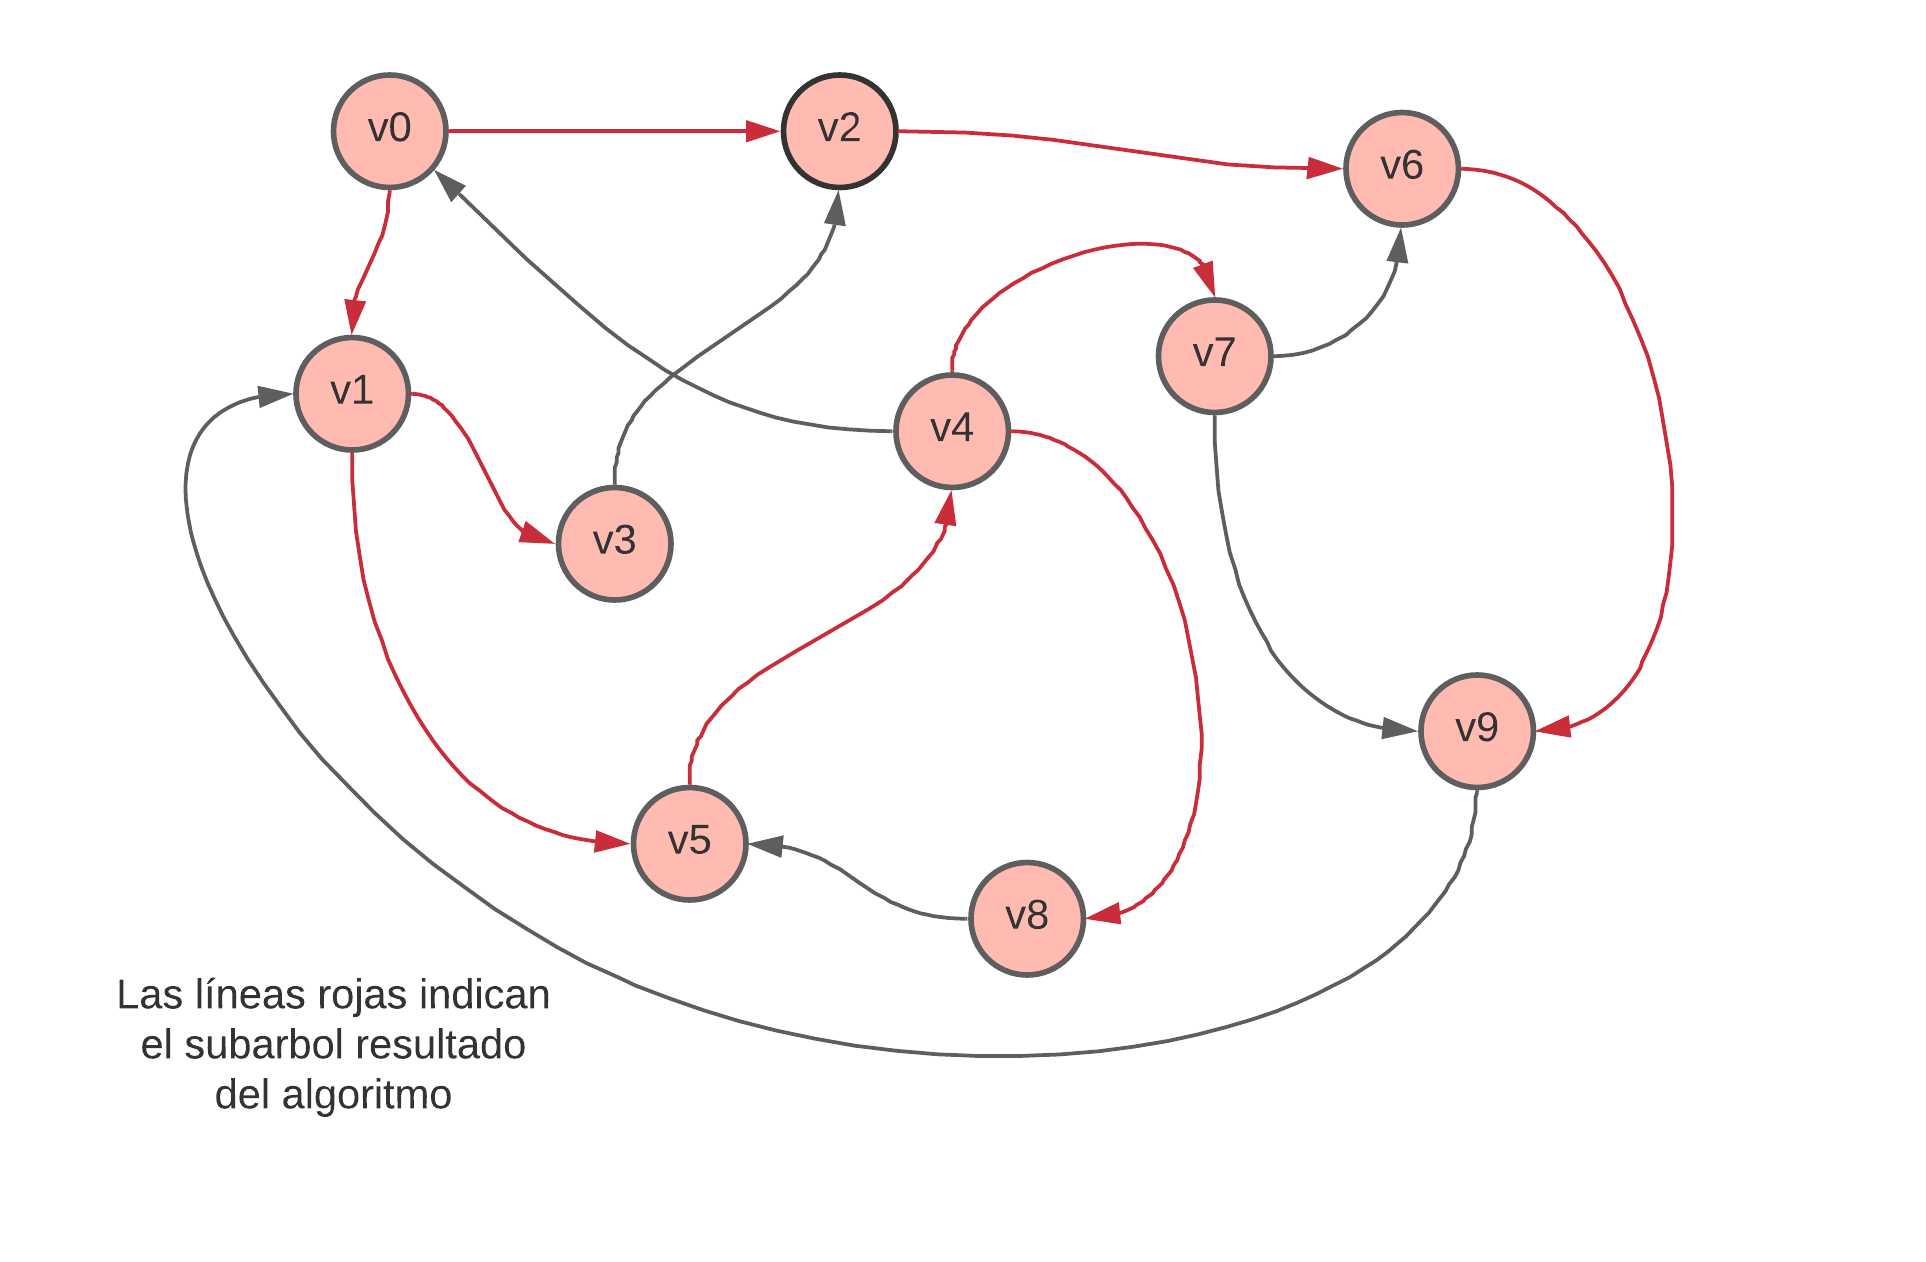 v0
v2
v6
v7
v1
v4
v3
v9
v5
v8
Las líneas rojas indican
el subarbol resultado
del algoritmo